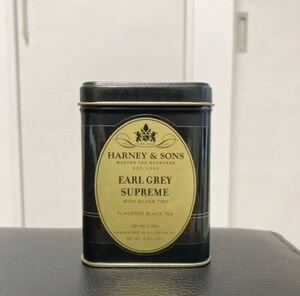 HARNEY & SONS
MASTER TEA BLENDERS
EST. 1983
EARL GREY
SUPREME
WITH SILVER TIPS
FLAVORED BLACK TEA